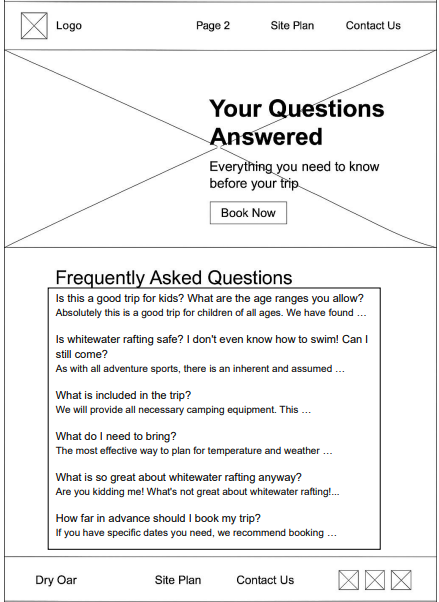 Logo Page 2 Site Plan Contact Us
Your Questions
Answered
Everything you need to know
before your trip
Book Now
Frequently Asked Questions
Is this a good trip for kids? What are the age ranges you allow?
Absolutely this is a good trip for children of all ages. We have found …
Is whitewater rafting safe? I don't even know how to swim! Can I
still come?
As with all adventure sports, there is an inherent and assumed …
What is included in the trip?
We will provide all necessary camping equipment. This …
What do I need to bring?
The most effective way to plan for temperature and weather …
What is so great about whitewater rafting anyway?
Are you kidding me! What's not great about whitewater rafting!...
How far in advance should I book my trip?
If you have specific dates you need, we recommend booking …
Dry Oar Site Plan Contact Us